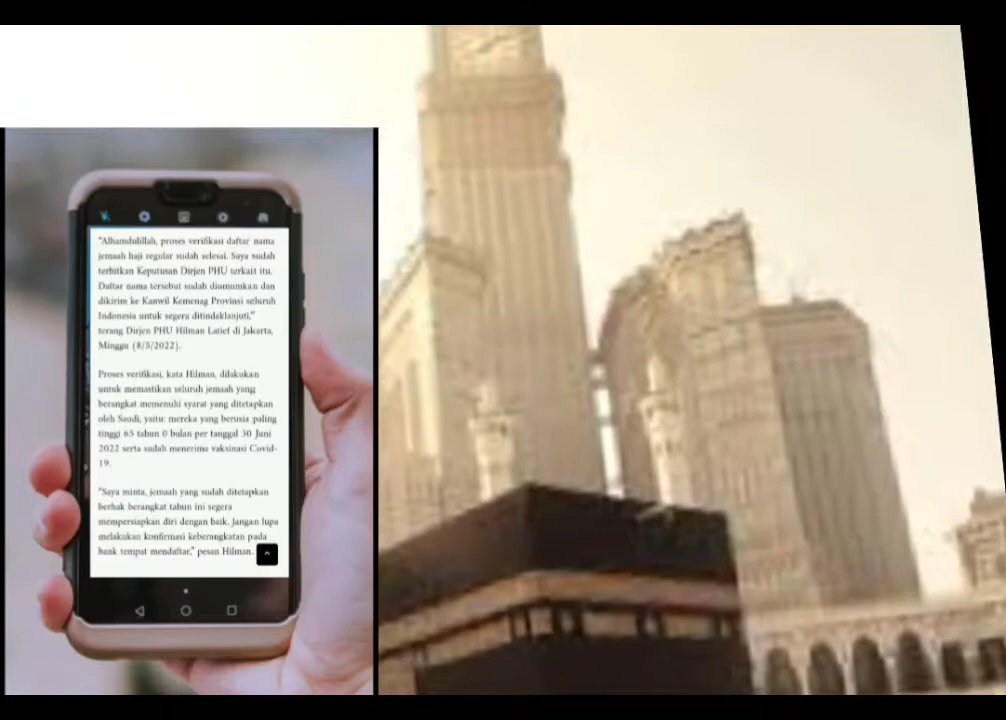 "Alhamdulillah, proses verifikasi daftar nama
jemaah haji regular sudah selesai. Saya sudah
terbitkan Keputusan Dirjen PHU terkait itu.
Daftar nama tersebut sudah diumumkan dan
dikirim ke Kanwil Kemenag Provinsi seluruh
Indonesia untuk segera ditindaklanjuti,"
terang Dirjen PHU Hilman Latief di Jakarta,
Minggu (8/5/2022).
Proses verifikasi, kata Hilman, dilakukan
untuk memastikan seluruh jemaah yang
berangkat memenuhi syarat yang ditetapkan
oleh Saudi, yaitu: mereka yang berusia paling
tinggi 65 tahun 0 bulan per tanggal 30 Juni
2022 serta sudah menerima vaksinasi Covid-
19.
"Saya minta, jemaah yang sudah ditetapkan
berhak berangkat tahun ini segera
mempersiapkan diri dengan baik. Jangan lupa
melakukan konfirmasi keberangkatan pada
bank tempat mendaftar," pesan Hilman.